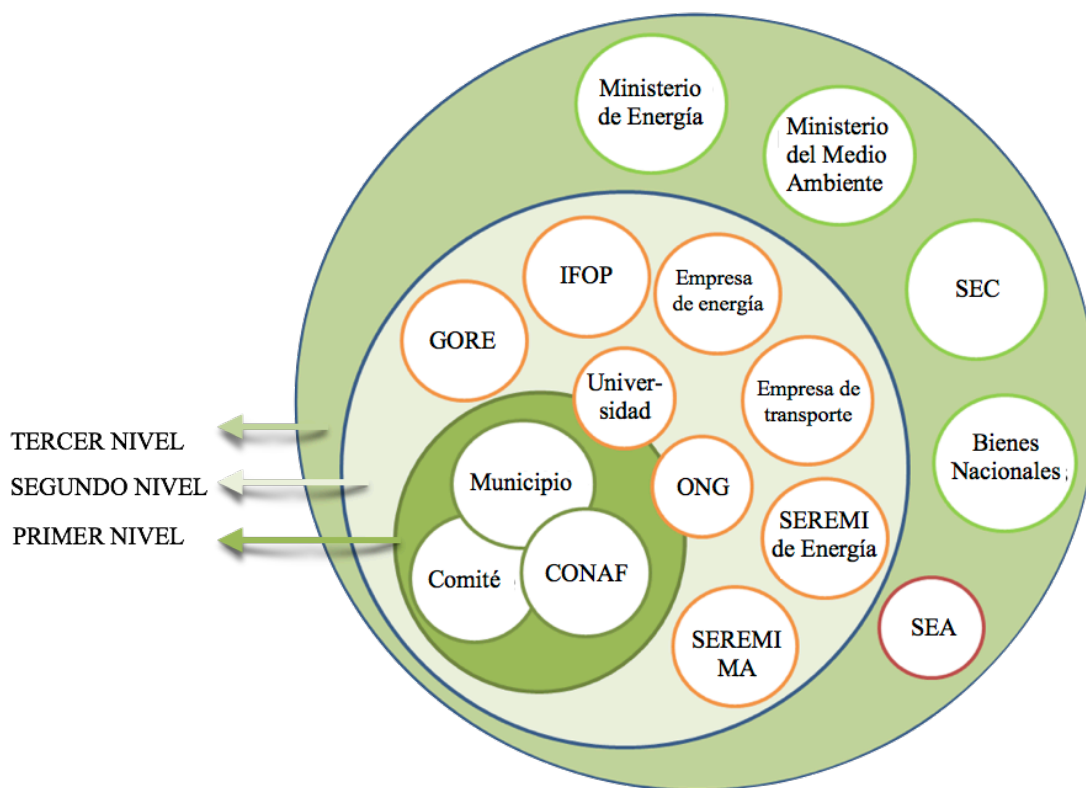 Ministerio
de Energía
Ministerio
del Medio
Ambiente
SEC
Bienes
Nacionales ;
SEA
IFOP
Empresa
de energía
GORE
Univer-
sidad
Empresa de
transporte
ONG
SEREMI
de Energía
SEREMI
MA
Municipio
Comité
CONAF
TERCER NIVEL
SEGUNDO NIVEL
PRIMER NIVEL